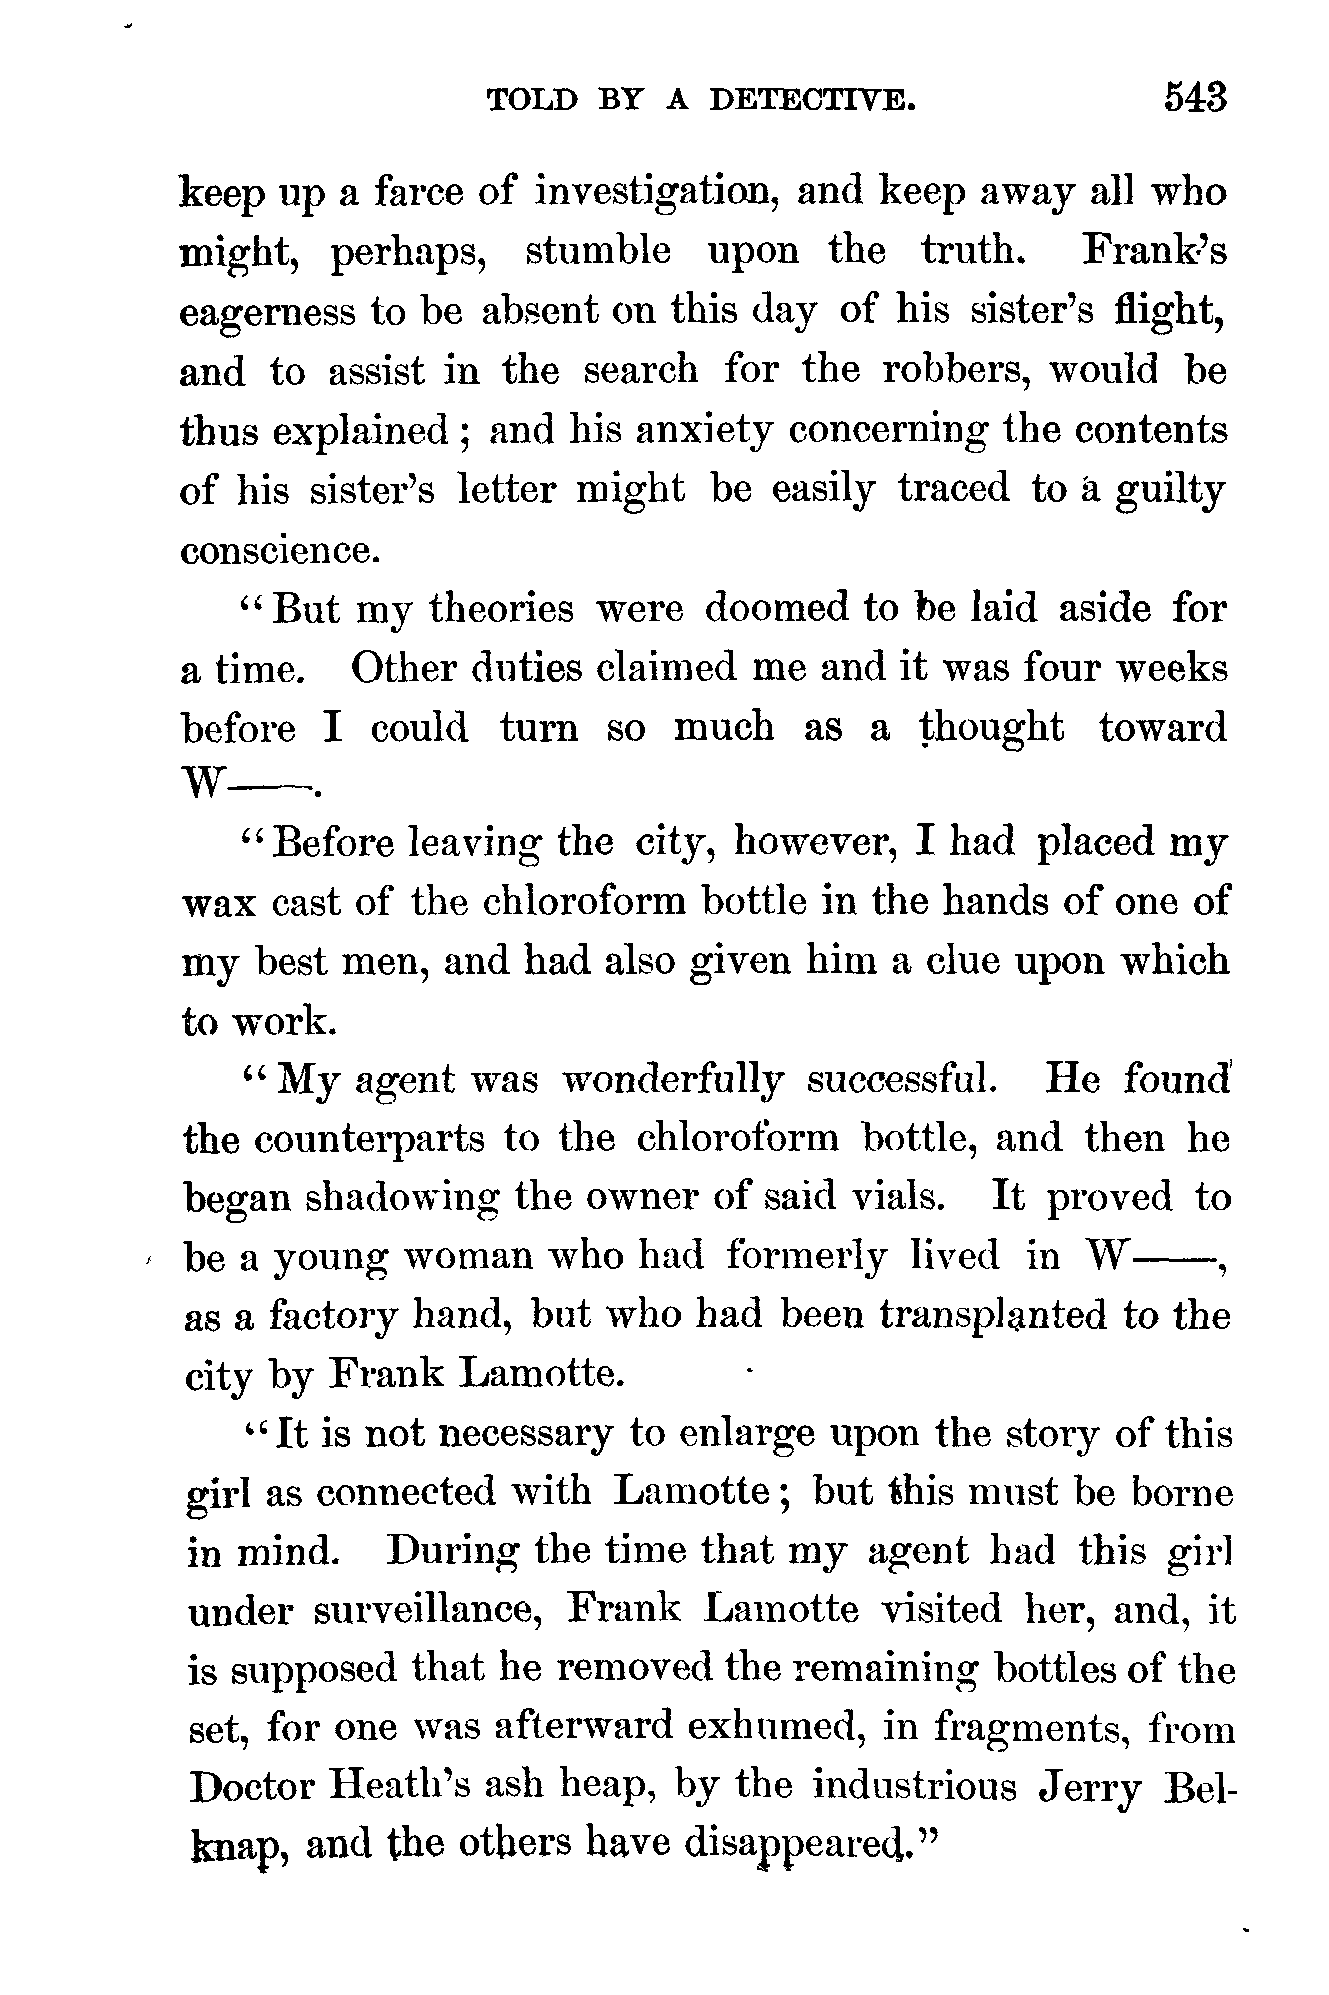 TOLD BY A DETECTIVE. 543
keep up a farce of investigation, and keep away all who
might, perhaps, stumble upon the truth. Frank's
eagerness to be absent on this day of his sister's flight,
and to assist in the search for the robbers, would be
thus explained; and his anxiety concerning the contents
of his sister's letter might be easily traced to a guilty
conscience.
"But my theories were doomed to be laid aside for
a time. Other duties claimed me and it was four weeks
before I could turn so much as a thought toward
W——.
"Before leaving the city, however, I had placed my
wax cast of the chloroform bottle in the hands of one of
my best men, and had also given him a clue upon which
to work.
"My agent was wonderfully successful. He found
the counterparts to the chloroform bottle, and then he
began shadowing the owner of said vials. It proved to
be a young woman who had formerly lived in W——,
as a factory hand, but who had been transplanted to the
city by Frank Lamotte.
"It is not necessary to enlarge upon the story of this
girl as connected with Lamotte; but this must be borne
in mind. During the time that my agent had this girl
under surveillance, Frank Lamotte visited her, and, it
is supposed that he removed the remaining bottles of the
set, for one was afterward exhumed, in fragments, from
Doctor Heath's ash heap, by the industrious Jerry Bel-
knap, and the others have disappeared."